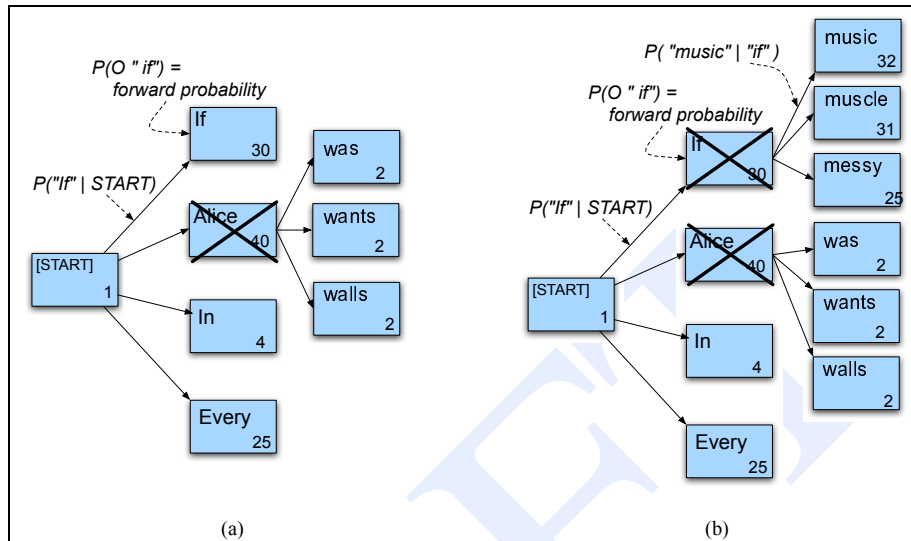 P(O " if") =
forward probability
If
30
was
2
P("If" | START)
Alice
40
wants
2
[START]
1
walls
2
In
4
Every
25
(a)
music
32
P( "music" | "if" )
P(O " if") =
forward probability
muscle
31
If
30
messy
25
P("If" | START)
Alice
40
was
2
[START]
1
wants
2
In
4
walls
2
Every
25
(b)